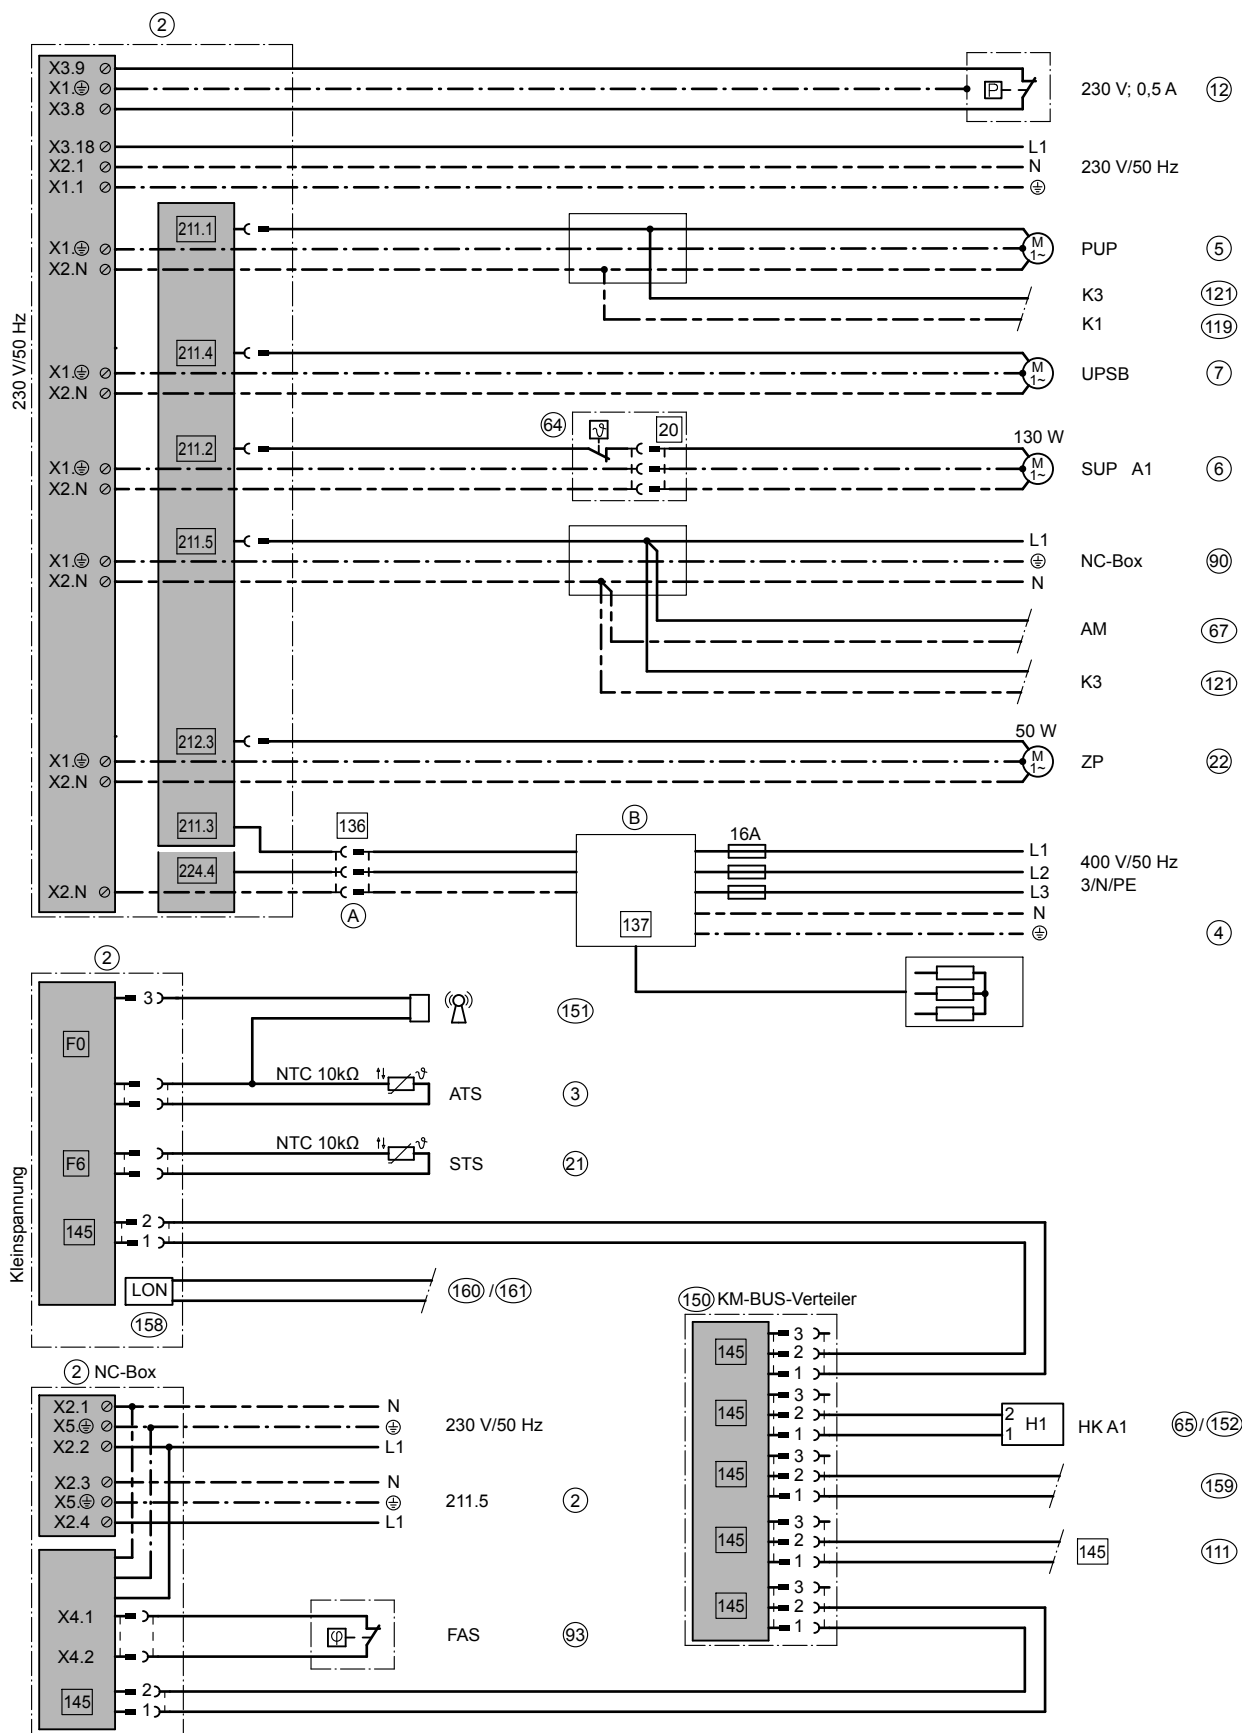 2
X3.9
X1.
X3.8
P
230 V; 0,5 A
12
X3.18
L1
X2.1
N
230 V/50 Hz
X1.1
230 V/50 Hz
211.1
X1.
X2.N
M
1~
PUP
5
K3
121
K1
119
211.4
X1.
X2.N
M
1~
UPSB
7
211.2
64
ϑ
20
130 W
X1.
X2.N
M
1~
SUP A1
6
211.5
L1
X1.
NC-Box
90
X2.N
N
AM
67
K3
121
212.3
50 W
X1.
X2.N
M
1~
ZP
22
211.3
136
B
16A
L1
224.4
L2
400 V/50 Hz
X2.N
L3
3/N/PE
A
137
N
4
2
Kleinspannung
3
151
F0
NTC 10kΩ
ϑ
ATS
3
F6
NTC 10kΩ
ϑ
STS
21
145
2
1
LON
160 / 161
158
150 KM-BUS-Verteiler
145
3
2
1
145
3
2
1
2
1
H1
HK A1
65 / 152
145
3
2
1
159
145
3
2
1
145
111
145
3
2
1
2 NC-Box
X2.1
N
X5.
230 V/50 Hz
X2.2
L1
X2.3
N
X5.
211.5
2
X2.4
L1
X4.1
φ
FAS
93
X4.2
145
2
1